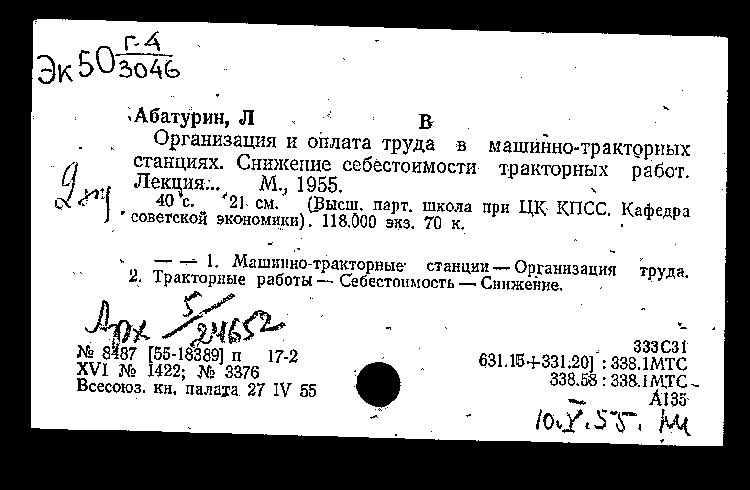 Эк50 Г-4
3046
Абатурин, Л В
Организация и оплата труда в машинно-тракторных
станциях. Снижение себестоимости тракторных работ.
Лекция... М., 1955.
40 с. 21 см. (Высш. парт. школа при ЦК КПСС. Кафедра
советской экономики). 118.000 экз. 70 к.
— — 1. Машинно-тракторные станции — Организация труда.
2. Тракторные работы — Себестоимость — Снижение.
Арх 5/24652
№ 8487 [55-18389] п 17-2
XVI № 1422; № 3376
Всесоюз. кн. палата 27 IV 55
333С31
631.15+331.20] : 338.1МТС
338.58 : 338.1МТС
А135
10.V.55.